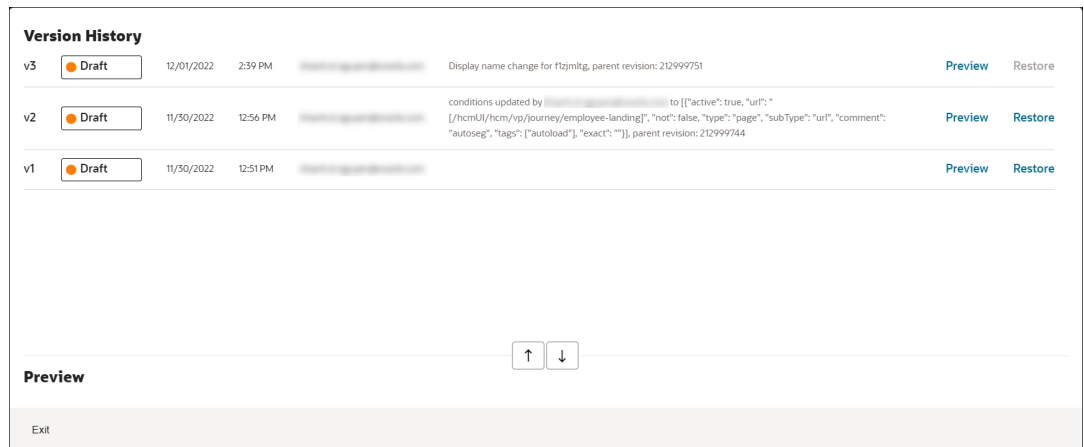 Version History
v3 Draft 12/01/2022 2:39 PM Display name change for f1zjmltg, parent revision: 212999751 Preview Restore
conditions updated by to [{"active": true, "url": "
v2 Draft 11/30/2022 12:56 PM [/hcmUI/hcm/vp/journey/employee-landing]", "not": false, "type": "page", "subType": "url", "comment": Preview Restore
"autoseg", "tags": ["autoload"], "exact": ""}], parent revision: 212999744
v1 Draft 11/30/2022 12:51 PM Preview Restore
Preview
Exit